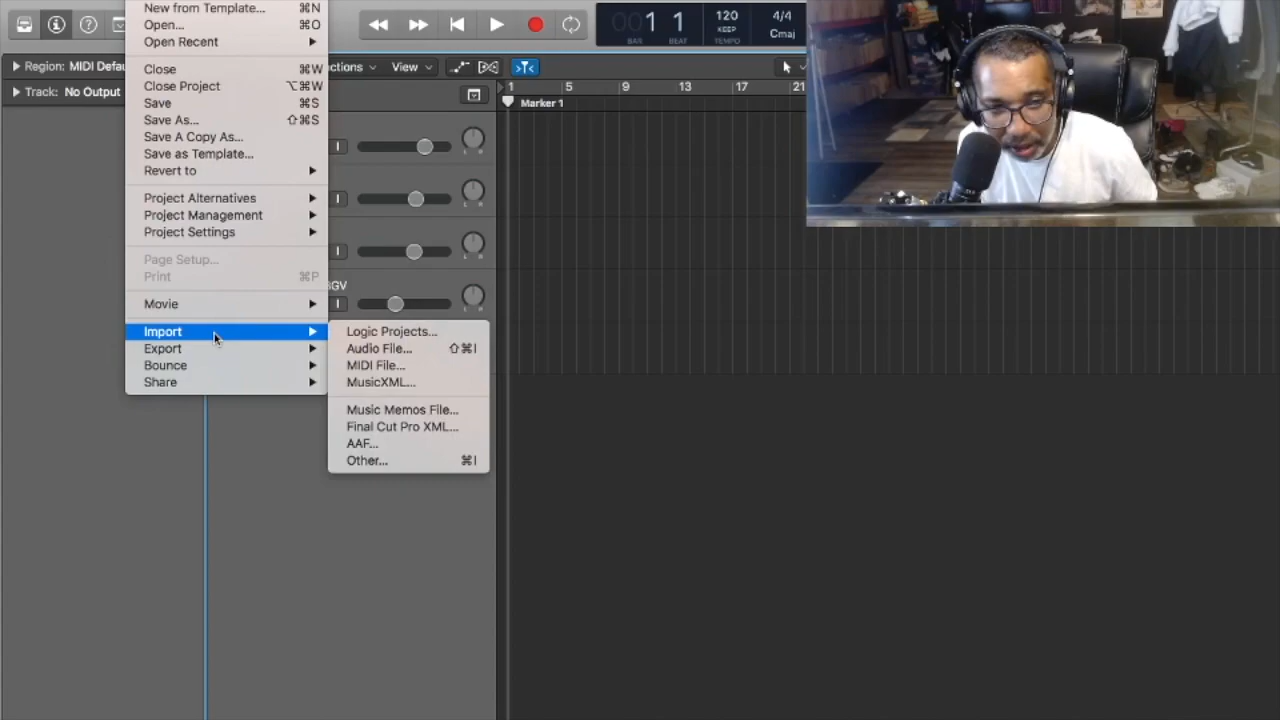 New from Template... ⌘N
Open... ⌘O
Open Recent
Close ⌘W
Close Project ⌥⌘W
Save ⌘S
Save As... ⇧⌘S
Save A Copy As...
Save as Template...
Revert to
Project Alternatives
Project Management
Project Settings
Page Setup...
Print ⌘P
Movie
Import
Export
Bounce
Share
Logic Projects...
Audio File... ⇧⌘I
MIDI File...
MusicXML...
Music Memos File...
Final Cut Pro XML...
AAF...
Other... ⌘I
001 1
BAR BEAT
120
KEEP
TEMPO
4/4
Cmaj
Region: MIDI Defau
Track: No Output
View
1 5 9 13 17 21
Marker 1
I
I
I
I
L R
L R
L R
L R